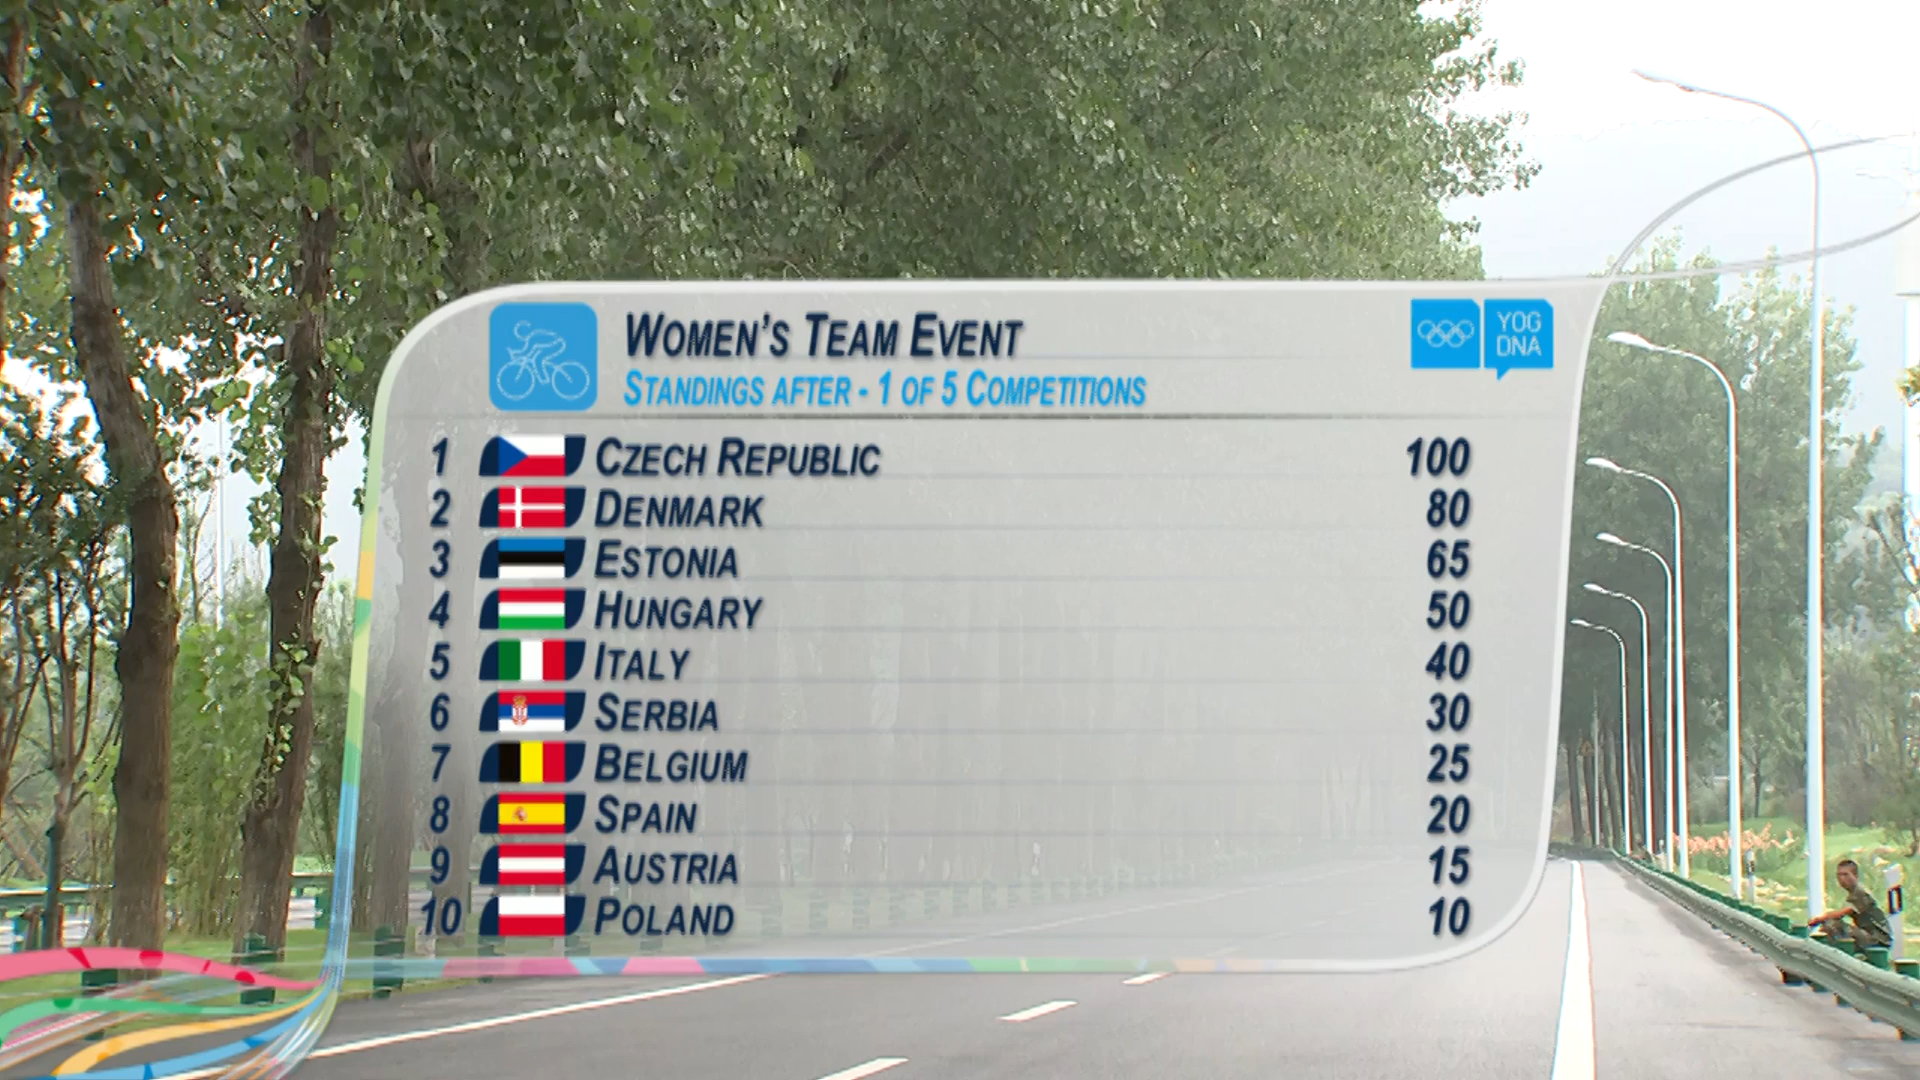 WOMEN'S TEAM EVENT
STANDINGS AFTER - 1 OF 5 COMPETITIONS
YOG
DNA
1 CZECH REPUBLIC 100
2 DENMARK 80
3 ESTONIA 65
4 HUNGARY 50
5 ITALY 40
6 SERBIA 30
7 BELGIUM 25
8 SPAIN 20
9 AUSTRIA 15
10 POLAND 10